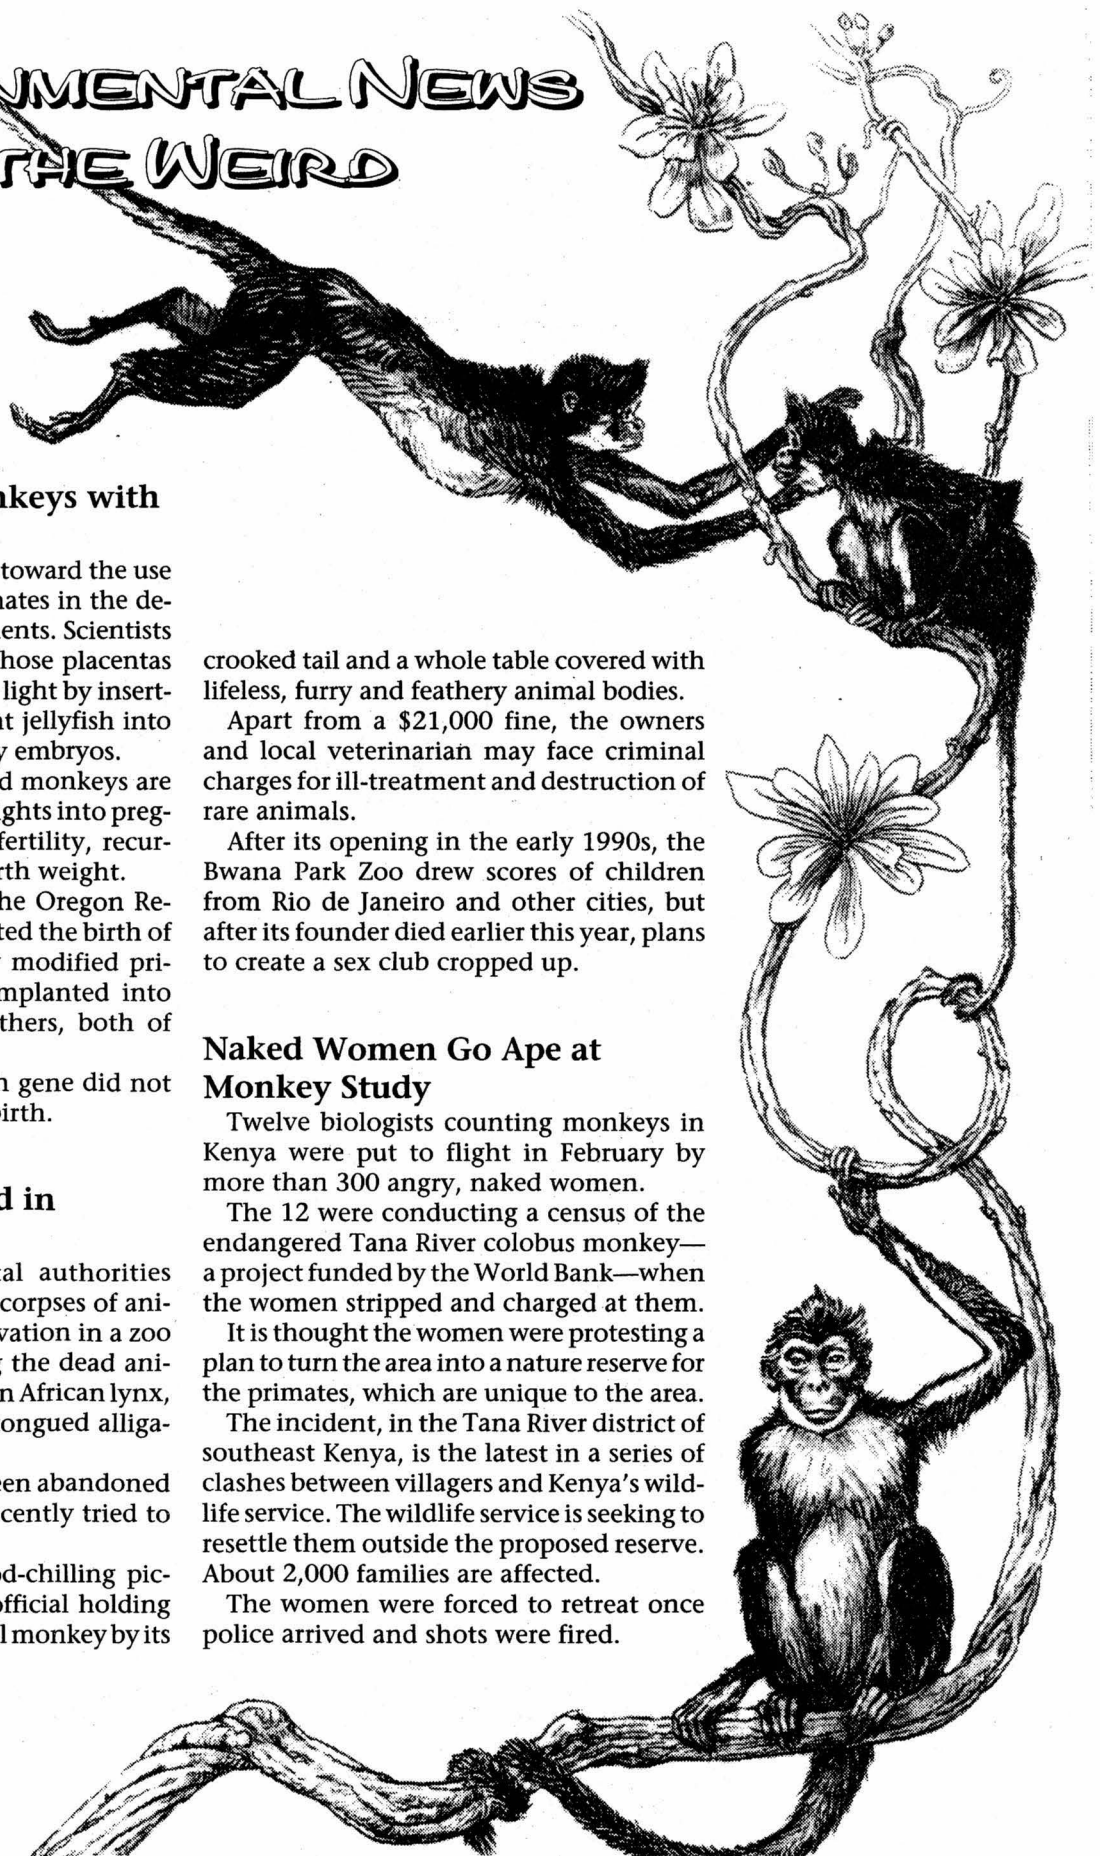 NMENTAL NEWS
THE WEIRD
nkeys with
toward the use
nates in the de-
ents. Scientists
hose placentas
light by insert-
nt jellyfish into
y embryos.
d monkeys are
ights into preg-
fertility, recur-
rth weight.
he Oregon Re-
ted the birth of
y modified pri-
mplanted into
thers, both of
n gene did not
birth.
d in
tal authorities
corpses of ani-
vation in a zoo
g the dead ani-
n African lynx,
tongued alliga-
en abandoned
cently tried to
od-chilling pic-
official holding
l monkey by its
crooked tail and a whole table covered with
lifeless, furry and feathery animal bodies.
Apart from a $21,000 fine, the owners
and local veterinarian may face criminal
charges for ill-treatment and destruction of
rare animals.
After its opening in the early 1990s, the
Bwana Park Zoo drew scores of children
from Rio de Janeiro and other cities, but
after its founder died earlier this year, plans
to create a sex club cropped up.
Naked Women Go Ape at
Monkey Study
Twelve biologists counting monkeys in
Kenya were put to flight in February by
more than 300 angry, naked women.
The 12 were conducting a census of the
endangered Tana River colobus monkey—
a project funded by the World Bank—when
the women stripped and charged at them.
It is thought the women were protesting a
plan to turn the area into a nature reserve for
the primates, which are unique to the area.
The incident, in the Tana River district of
southeast Kenya, is the latest in a series of
clashes between villagers and Kenya's wild-
life service. The wildlife service is seeking to
resettle them outside the proposed reserve.
About 2,000 families are affected.
The women were forced to retreat once
police arrived and shots were fired.